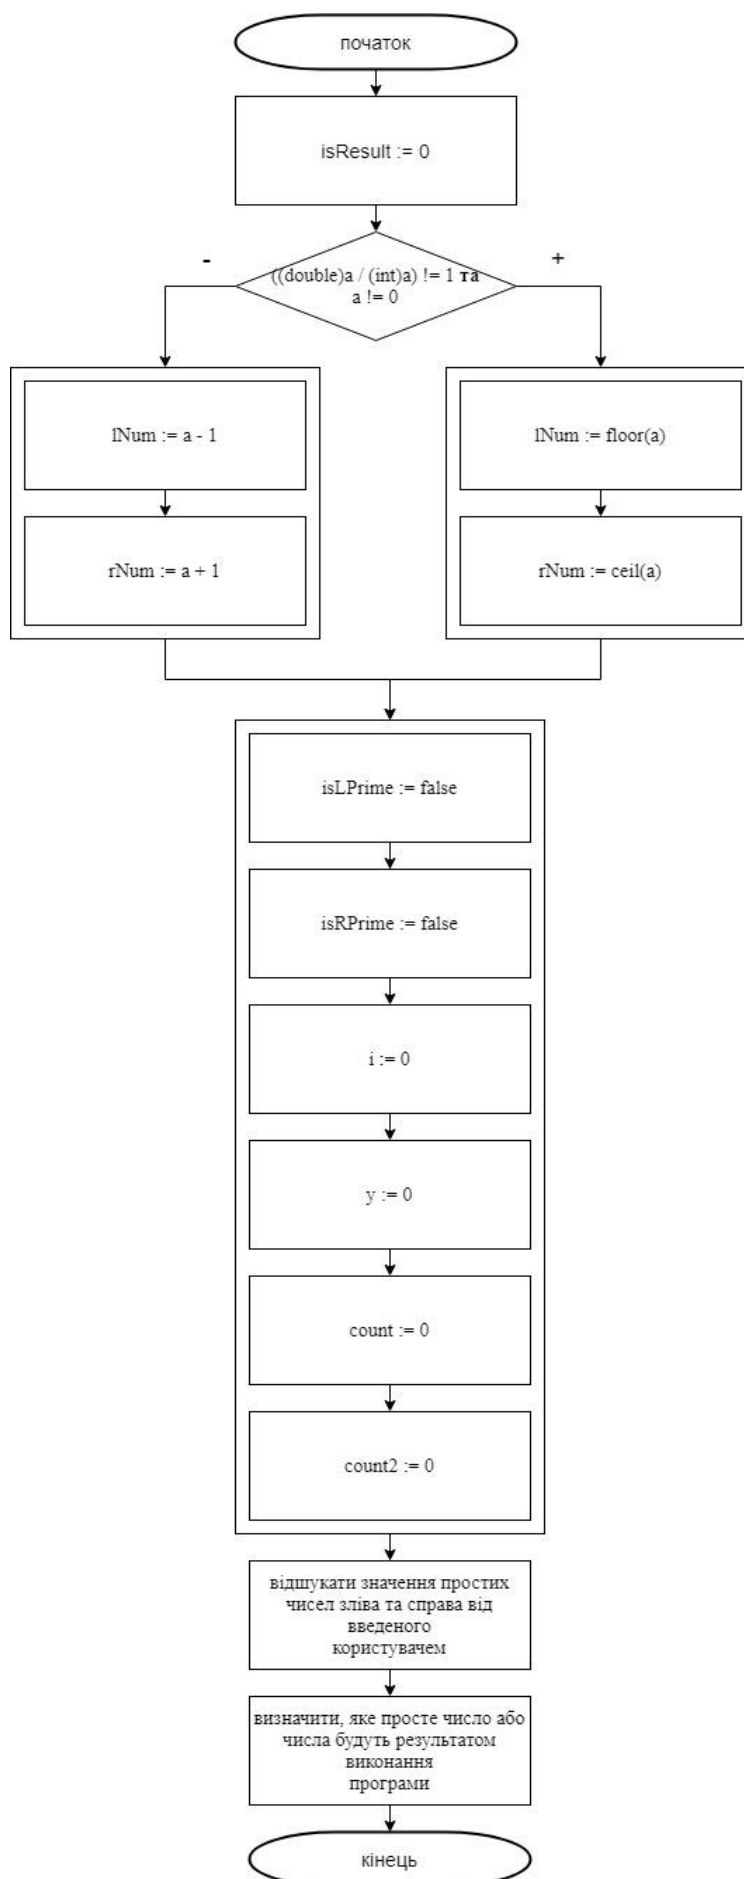 початок
isResult := 0
-
+
((double)a / (int)a) != 1 та
a != 0
lNum := a - 1
rNum := a + 1
lNum := floor(a)
rNum := ceil(a)
isLPrime := false
isRPrime := false
i := 0
y := 0
count := 0
count2 := 0
відшукати значення простих
чисел зліва та справа від
введеного
користувачем
визначити, яке просте число або
числа будуть результатом
виконання
програми
кінець